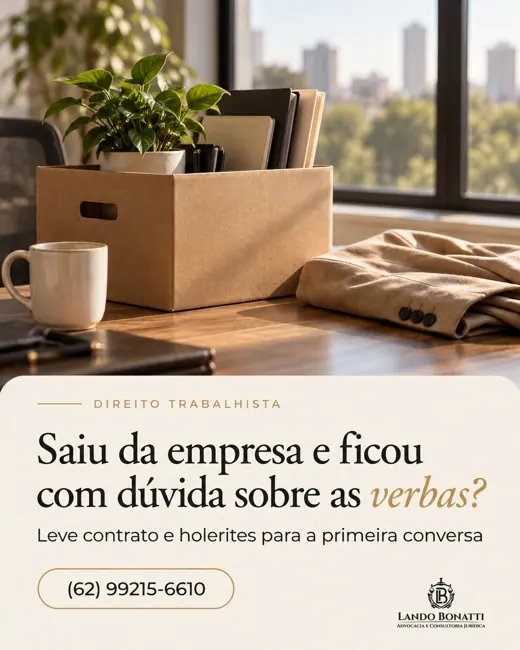 DIREITO TRABALHISTA
Saiu da empresa e ficou
com dúvida sobre as verbas?
Leve contrato e holerites para a primeira conversa
(62) 99215-6610
LB
LANDO BONATTI
ADVOCACIA E CONSULTORIA JURÍDICA